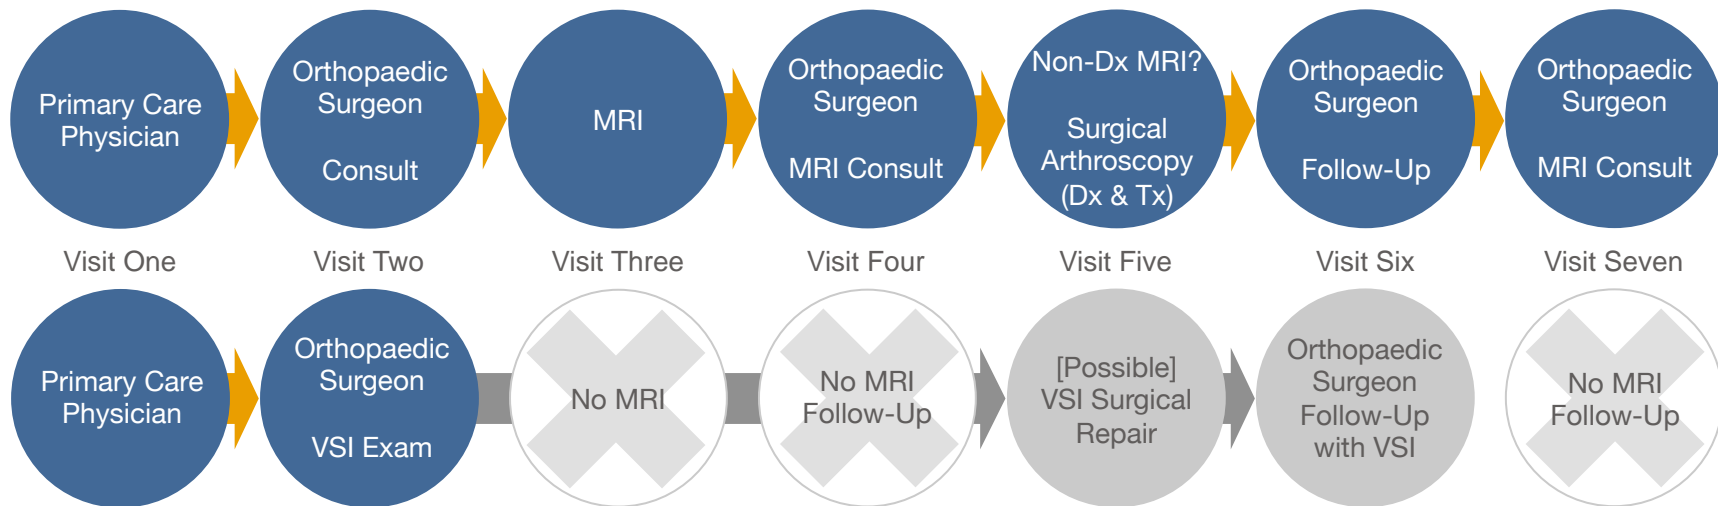 Primary Care
Physician
Orthopaedic
Surgeon
Consult
MRI
Orthopaedic
Surgeon
MRI Consult
Non-Dx MRI?
Surgical
Arthroscopy
(Dx & Tx)
Orthopaedic
Surgeon
Follow-Up
Orthopaedic
Surgeon
MRI Consult
Visit One
Visit Two
Visit Three
Visit Four
Visit Five
Visit Six
Visit Seven
Primary Care
Physician
Orthopaedic
Surgeon
VSI Exam
No MRI
No MRI
Follow-Up
[Possible]
VSI Surgical
Repair
Orthopaedic
Surgeon
Follow-Up
with VSI
No MRI
Follow-Up